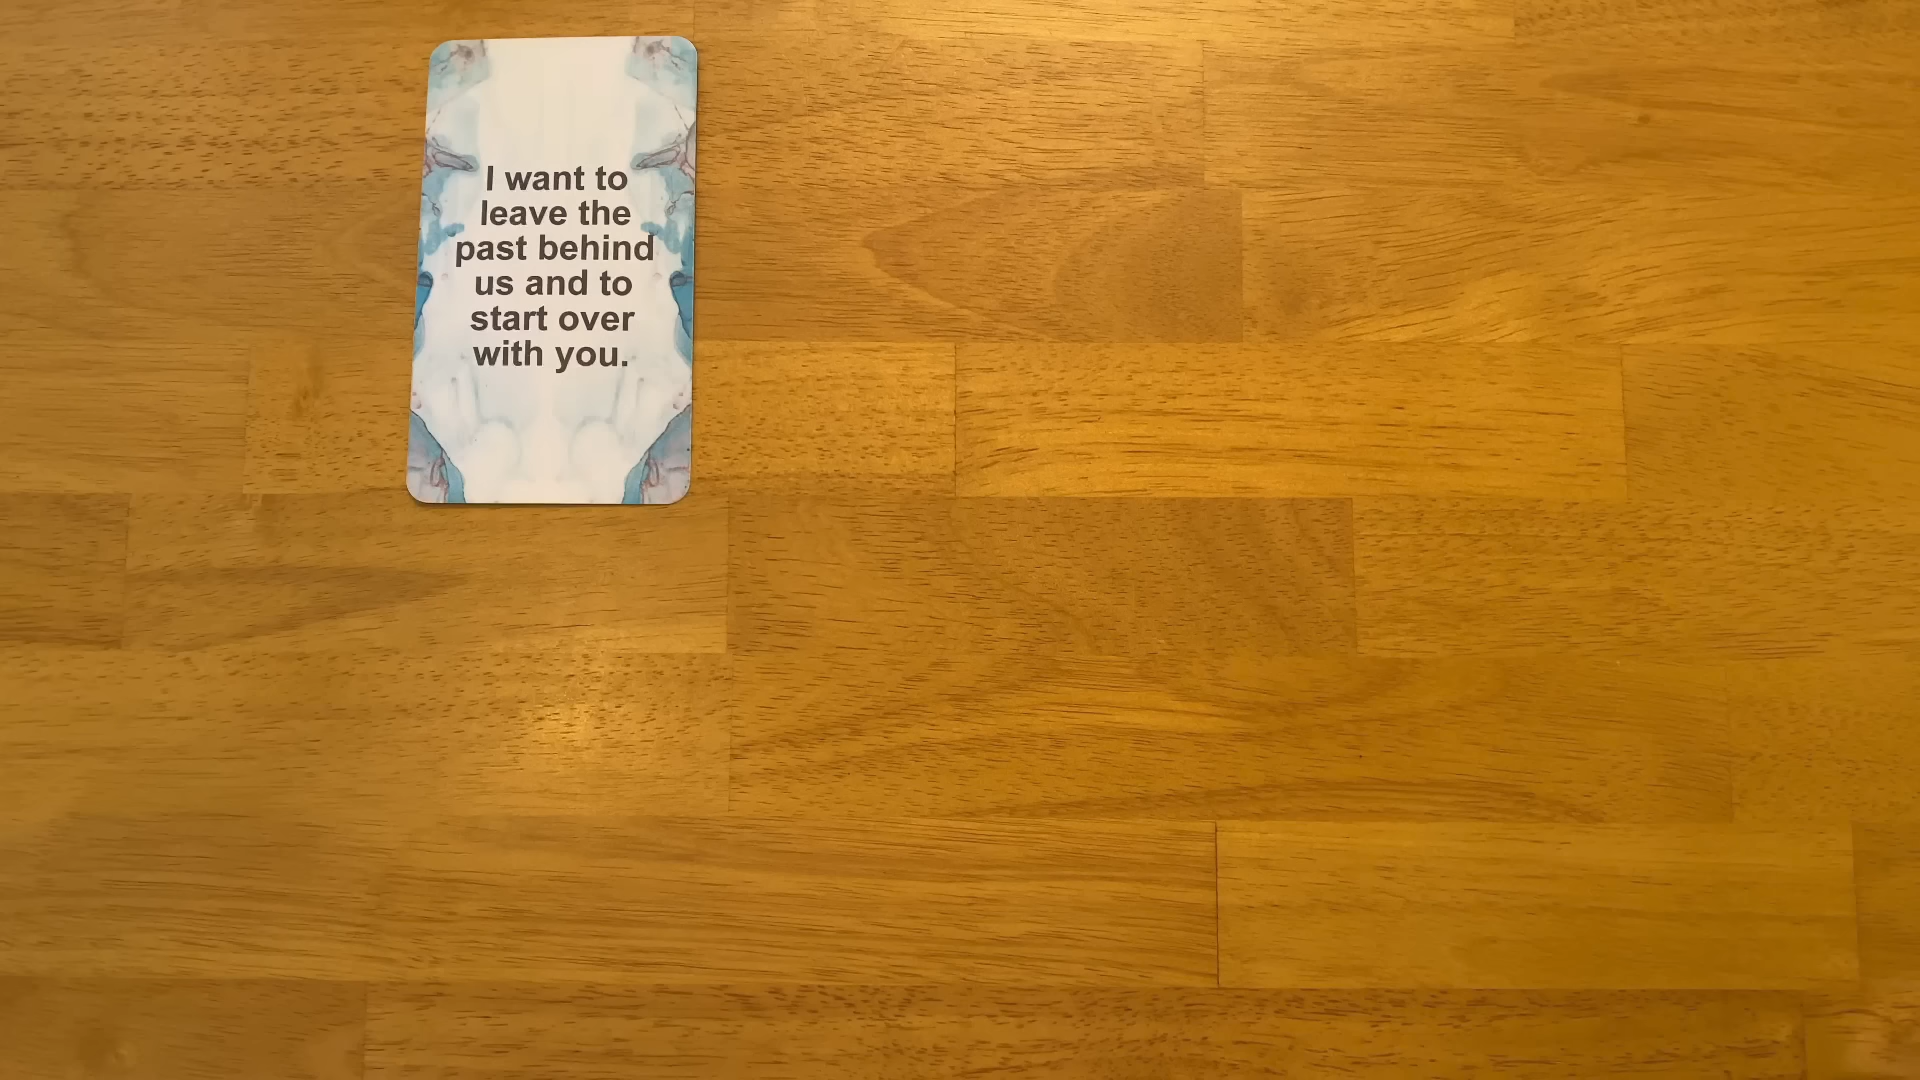 I want to
leave the
past behind
us and to
start over
with you.